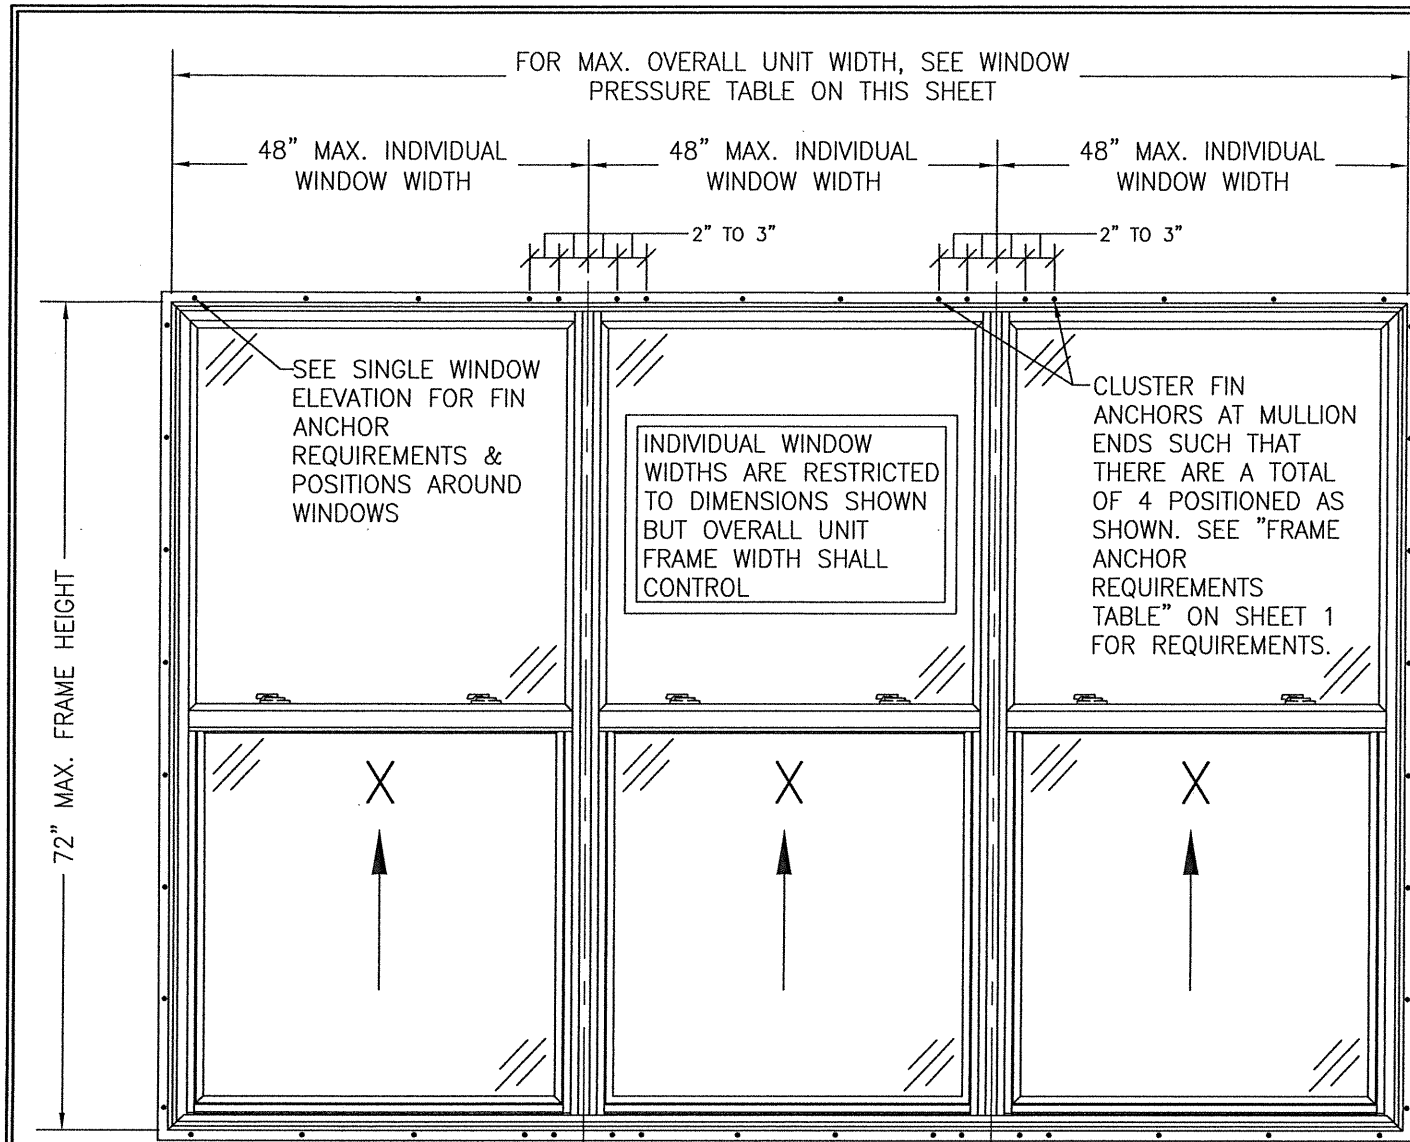 FOR MAX. OVERALL UNIT WIDTH, SEE WINDOW
PRESSURE TABLE ON THIS SHEET
48" MAX. INDIVIDUAL
WINDOW WIDTH
48" MAX. INDIVIDUAL
WINDOW WIDTH
48" MAX. INDIVIDUAL
WINDOW WIDTH
2" TO 3"
2" TO 3"
72" MAX. FRAME HEIGHT
SEE SINGLE WINDOW
ELEVATION FOR FIN
ANCHOR
REQUIREMENTS &
POSITIONS AROUND
WINDOWS
INDIVIDUAL WINDOW
WIDTHS ARE RESTRICTED
TO DIMENSIONS SHOWN
BUT OVERALL UNIT
FRAME WIDTH SHALL
CONTROL
CLUSTER FIN
ANCHORS AT MULLION
ENDS SUCH THAT
THERE ARE A TOTAL
OF 4 POSITIONED AS
SHOWN. SEE "FRAME
ANCHOR
REQUIREMENTS
TABLE" ON SHEET 1
FOR REQUIREMENTS.
X
X
X